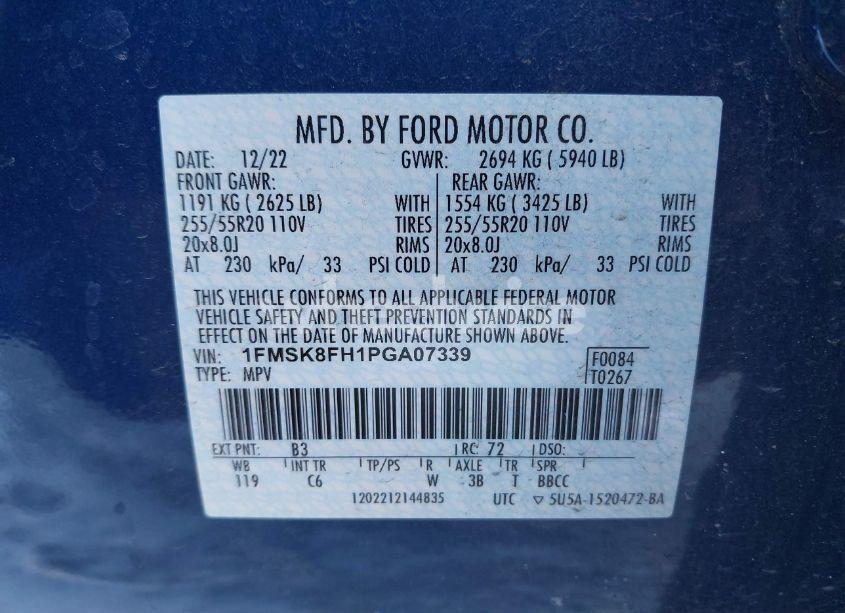 MFD. BY FORD MOTOR CO.
DATE: 12/22 GVWR: 2694 KG ( 5940 LB)
FRONT GAWR: REAR GAWR:
1191 KG ( 2625 LB) WITH 1554 KG ( 3425 LB) WITH
255/55R20 110V TIRES 255/55R20 110V TIRES
20x8.0J RIMS 20x8.0J RIMS
AT 230 kPa/ 33 PSI COLD AT 230 kPa/ 33 PSI COLD
THIS VEHICLE CONFORMS TO ALL APPLICABLE FEDERAL MOTOR
VEHICLE SAFETY AND THEFT PREVENTION STANDARDS IN
EFFECT ON THE DATE OF MANUFACTURE SHOWN ABOVE.
VIN: 1FMSK8FH1PGA07339 F0084
TYPE: MPV T0267
EXT PNT: B3 RC: 72 DSO:
WB INT TR TP/PS R AXLE TR SPR
119 C6 W 3B T BBCC
1202212144835 UTC ▽ 5U5A-1520472-BA